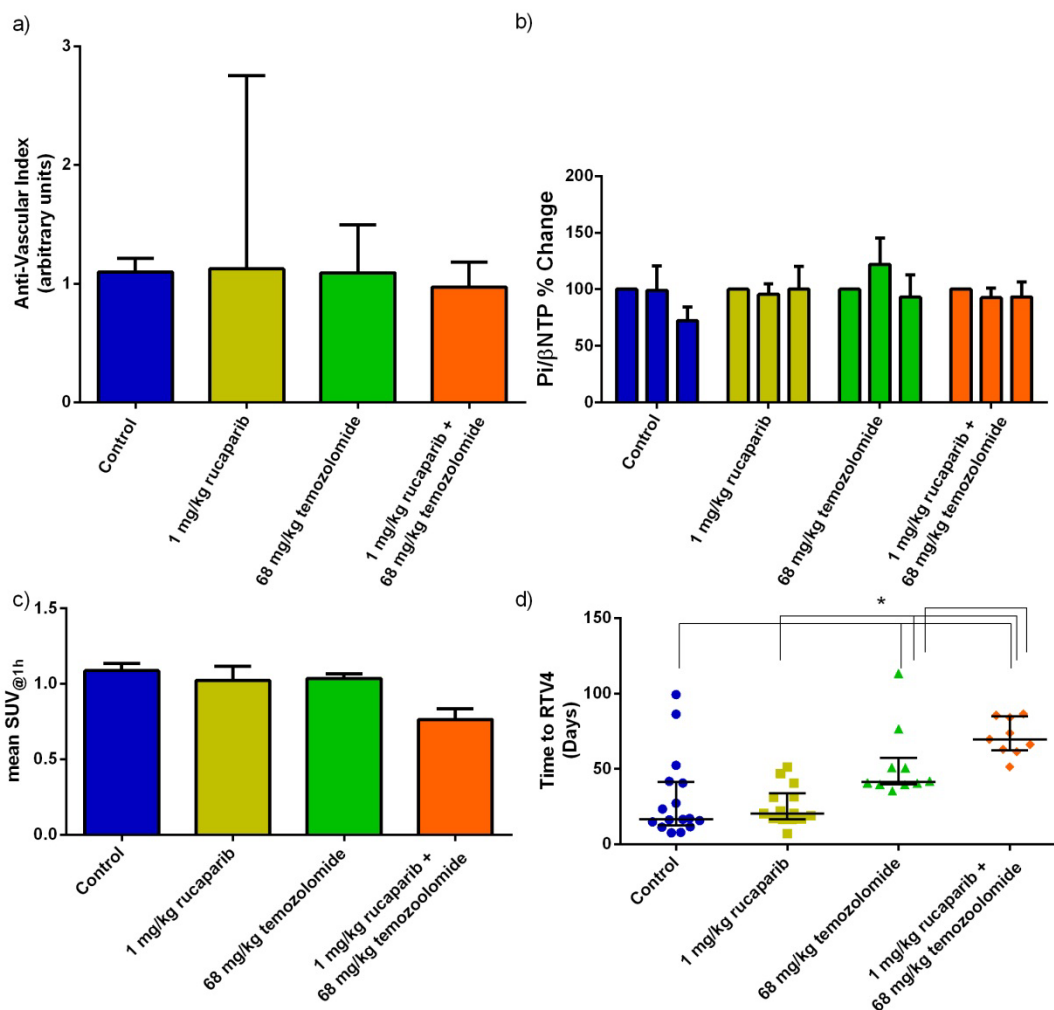 a)
3
2
1
0
Anti-Vascular Index
(arbitrary units)
Control
1 mg/kg rucaparib
68 mg/kg temozolomide
1 mg/kg rucaparib +
68 mg/kg temozolomide
b)
200
150
100
50
0
Pi/βNTP % Change
Control
1 mg/kg rucaparib
68 mg/kg temozolomide
1 mg/kg rucaparib +
68 mg/kg temozolomide
c)
1.5
1.0
0.5
0.0
mean SUV@1h
Control
1 mg/kg rucaparib
68 mg/kg temozolomide
1 mg/kg rucaparib +
68 mg/kg temozoolomide
d)
*
150
100
50
0
Time to RTV4
(Days)
Control
1 mg/kg rucaparib
68 mg/kg temozolomide
1 mg/kg rucaparib +
68 mg/kg temozoolomide